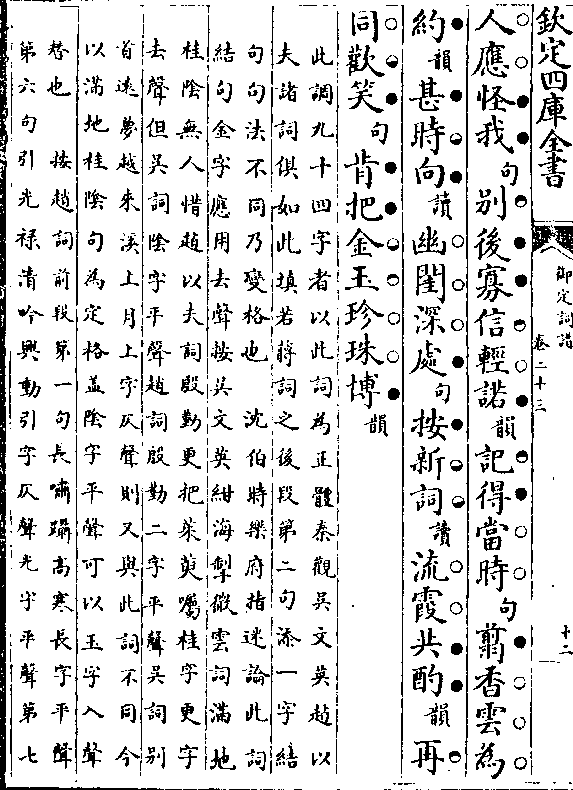 欽定四庫全書
御定詞譜
卷二十三
十二
人應怪我句别後寡信輕諾韻記得當時句翦香雲為
約韻甚時向讀幽閨深處句按新詞讀流霞共酌韻再
同歡笑句肯把金玉珍珠博韻
此調九十四字者以此詞為正體秦觀吳文英趙以
夫諸詞俱如此填若蔣詞之後段第二句添一字結
句句法不同乃變格也　沈伯時樂府指迷論此詞
結句金字應用去聲按吳文英紺海掣微雲詞滿地
桂陰無人惜趙以夫詞殷勤更把茱萸囑桂字更字
去聲但吳詞陰字平聲趙詞殷勤二字平聲吳詞别
首遠夢越來溪上月上字仄聲則又與此詞不同今
以滿地桂陰句為定格蓋陰字平聲可以玉字入聲
替也　按趙詞前段第一句長嘯躡高寒長字平聲
第六句引光祿清吟興動引字仄聲光字平聲第七